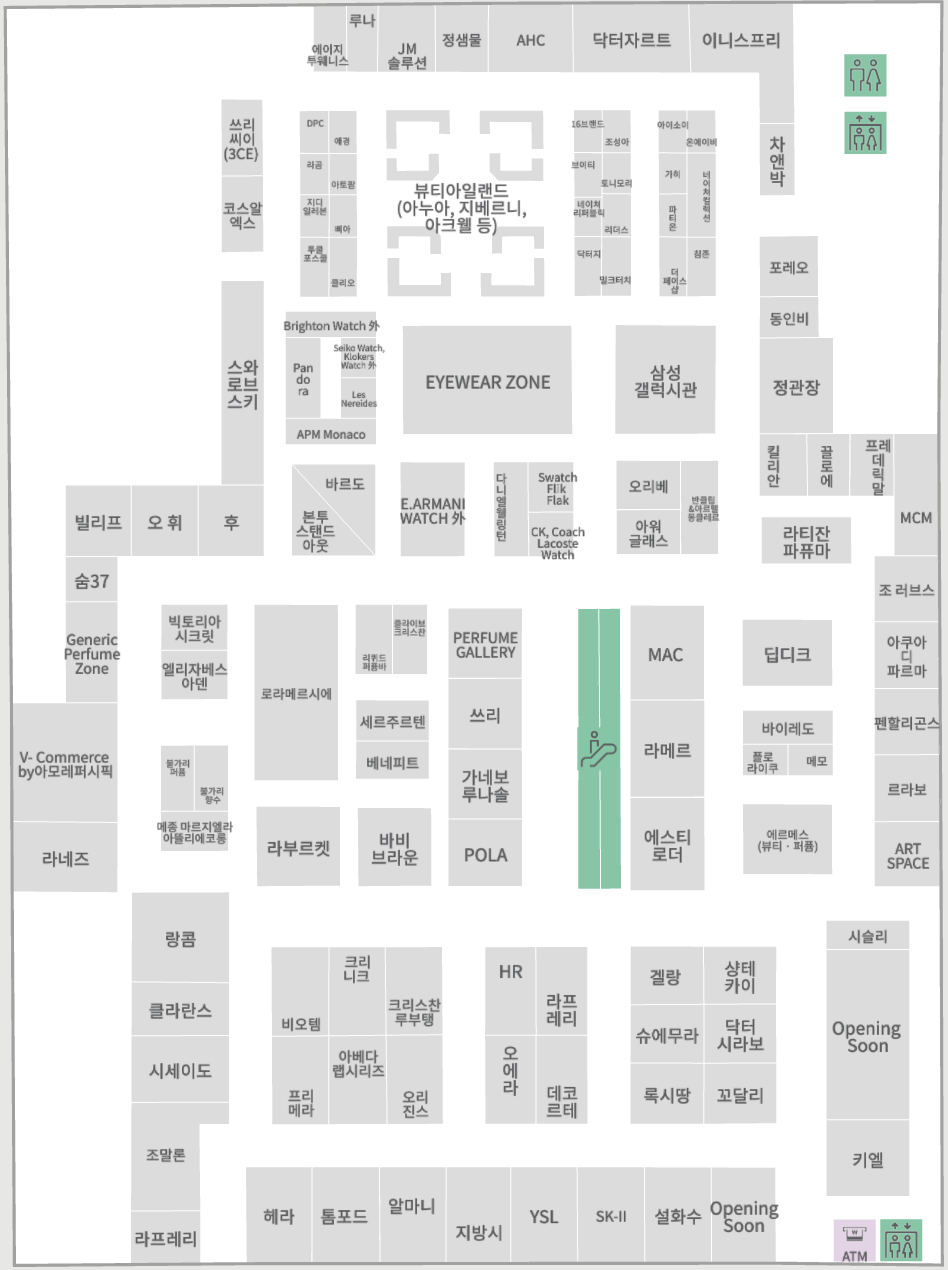 에이지
투웨니스
루나
JM
솔루션
정샘물
AHC
닥터자르트
이니스프리
차
앤
박
쓰리
씨이
(3CE)
코스알
엑스
DPC
애경
라곰
아토팜
지디
일러본
삐아
투쿨
포스쿨
클리오
뷰티아일랜드
(아누아, 지베르니,
아크웰 등)
16브랜드
조성아
브이티
토니모리
네이처
리퍼블릭
리더스
닥터지
밀크터치
아이소이
온에이비
가히
네이처컬렉션
파
티
온
참존
더
페이스
샵
포레오
동인비
정관장
스와
로브
스키
Brighton Watch 外
Pan
do
ra
Seiko Watch,
Klokers
Watch 外
Les
Nereides
APM Monaco
EYEWEAR ZONE
삼성
갤럭시관
킬
리
안
끌
로
에
프레
데릭
말
MCM
빌리프
오 휘
후
바르도
본투
스탠드
아웃
E.ARMANI
WATCH 外
다
니
엘
웰
링
턴
Swatch
Flik
Flak
CK, Coach
Lacoste
Watch
오리베
아워
글래스
반클립
&아르펠
몽클레르
라티잔
파퓨마
숨37
Generic
Perfume
Zone
빅토리아
시크릿
엘리자베스
아덴
로라메르시에
클라이브
크리스찬
리퀴드
퍼퓸바
PERFUME
GALLERY
MAC
딥디크
조 러브스
아쿠아
디
파르마
세르주르텐
베네피트
쓰리
가네보
루나솔
라메르
바이레도
플로
라이쿠
메모
펜할리곤스
르라보
V- Commerce
by아모레퍼시픽
불가리
퍼퓸
불가리
향수
메종 마르지엘라
아뜰리에코롱
라네즈
라부르켓
바비
브라운
POLA
에스티
로더
에르메스
(뷰티 · 퍼퓸)
ART
SPACE
랑콤
클라란스
시세이도
조말론
라프레리
비오템
크리
니크
크리스찬
루부탱
프리
메라
아베다
랩시리즈
오리
진스
HR
라프
레리
오
에
라
데코
르테
겔랑
샹테
카이
슈에무라
닥터
시라보
록시땅
꼬달리
시슬리
Opening
Soon
키엘
헤라
톰포드
알마니
지방시
YSL
SK-II
설화수
Opening
Soon
ATM